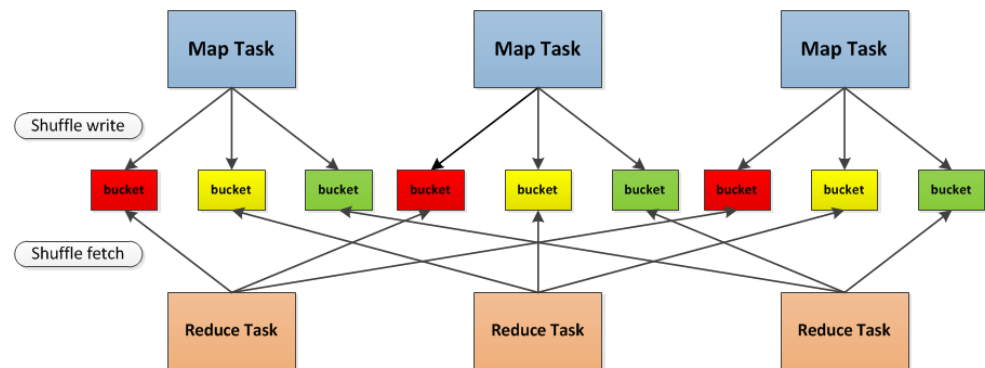 Map Task
Map Task
Map Task
Shuffle write
bucket
bucket
bucket
bucket
bucket
bucket
bucket
bucket
bucket
Shuffle fetch
Reduce Task
Reduce Task
Reduce Task